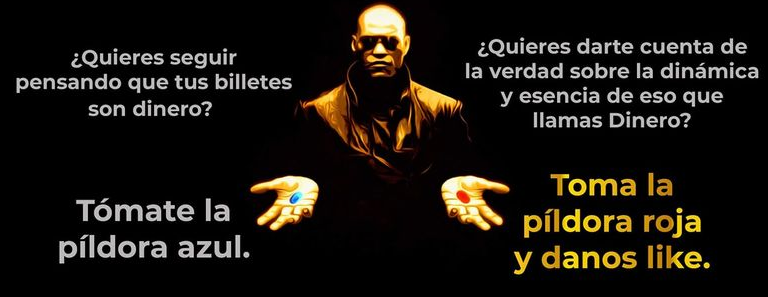 ¿Quieres seguir
pensando que tus billetes
son dinero?
Tómate la
píldora azul.
¿Quieres darte cuenta de
la verdad sobre la dinámica
y esencia de eso que
llamas Dinero?
Toma la
píldora roja
y danos like.